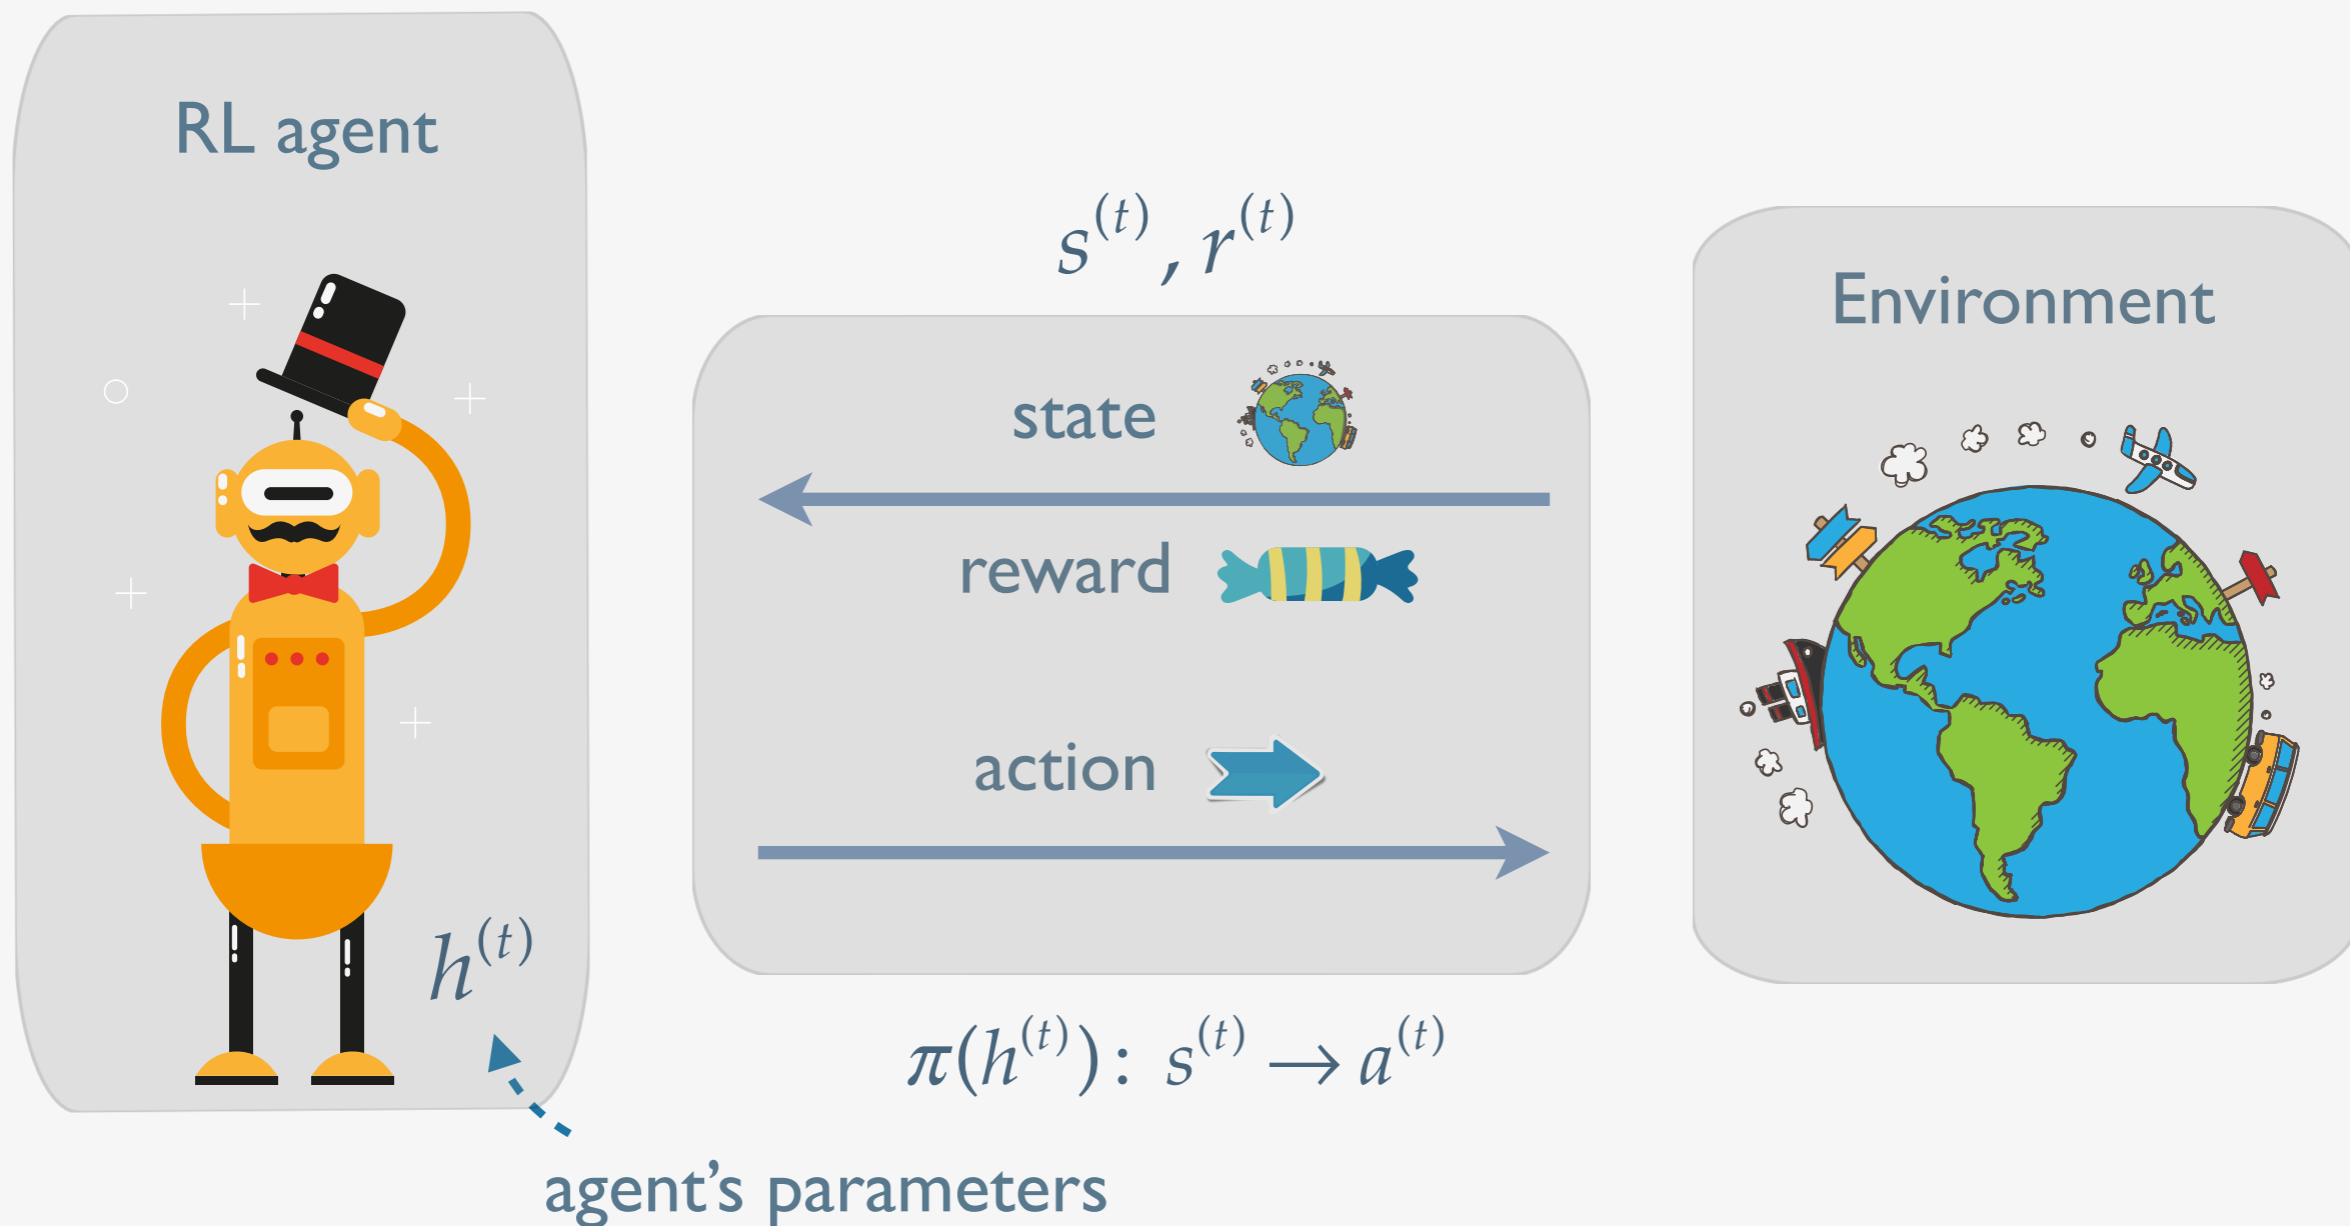 RL agent
s^{(t)}, r^{(t)}
Environment
state
reward
action
h^{(t)}
π(h^{(t)}): s^{(t)} → a^{(t)}
agent’s parameters